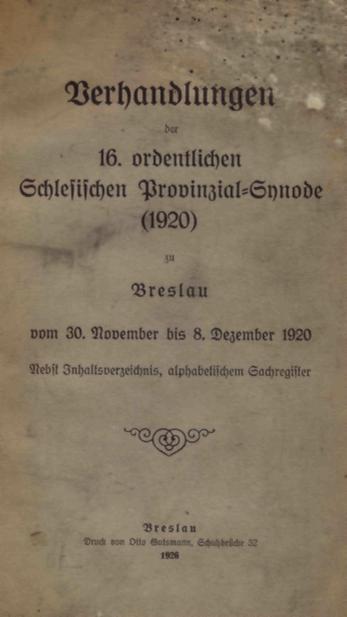 Verhandlungen
der
16. ordentlichen
Schlesischen Provinzial-Synode
(1920)
zu
Breslau
vom 30. November bis 8. Dezember 1920
Nebst Inhaltsverzeichnis, alphabetischem Sachregister
Breslau
Druck von Otto Gutsmann, Schuhbrücke 32
1926